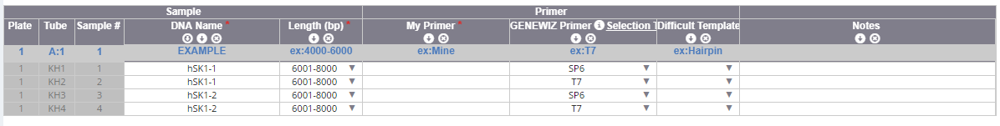 Sample Primer
Plate Tube Sample # DNA Name * Length (bp) * My Primer * GENEWIZ Primer Selection Difficult Template Notes
1 A:1 1 EXAMPLE ex:4000-6000 ex:Mine ex:T7 ex:Hairpin
1 KH1 1 hSK1-1 6001-8000 SP6
1 KH2 2 hSK1-1 6001-8000 T7
1 KH3 3 hSK1-2 6001-8000 SP6
1 KH4 4 hSK1-2 6001-8000 T7